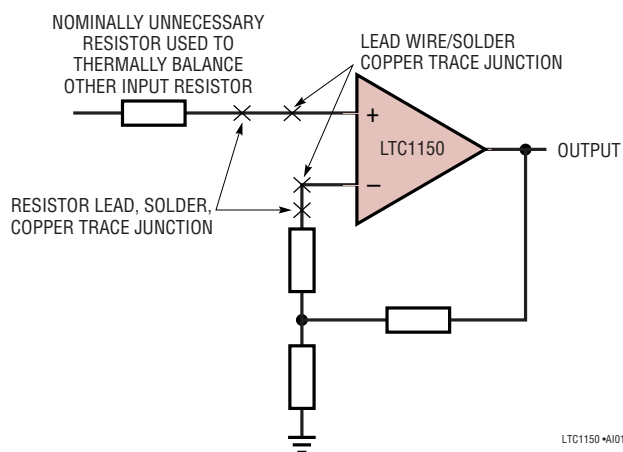 NOMINALLY UNNECESSARY
RESISTOR USED TO
THERMALLY BALANCE
OTHER INPUT RESISTOR
LEAD WIRE/SOLDER
COPPER TRACE JUNCTION
+
LTC1150
–
OUTPUT
RESISTOR LEAD, SOLDER,
COPPER TRACE JUNCTION
LTC1150 •AI01